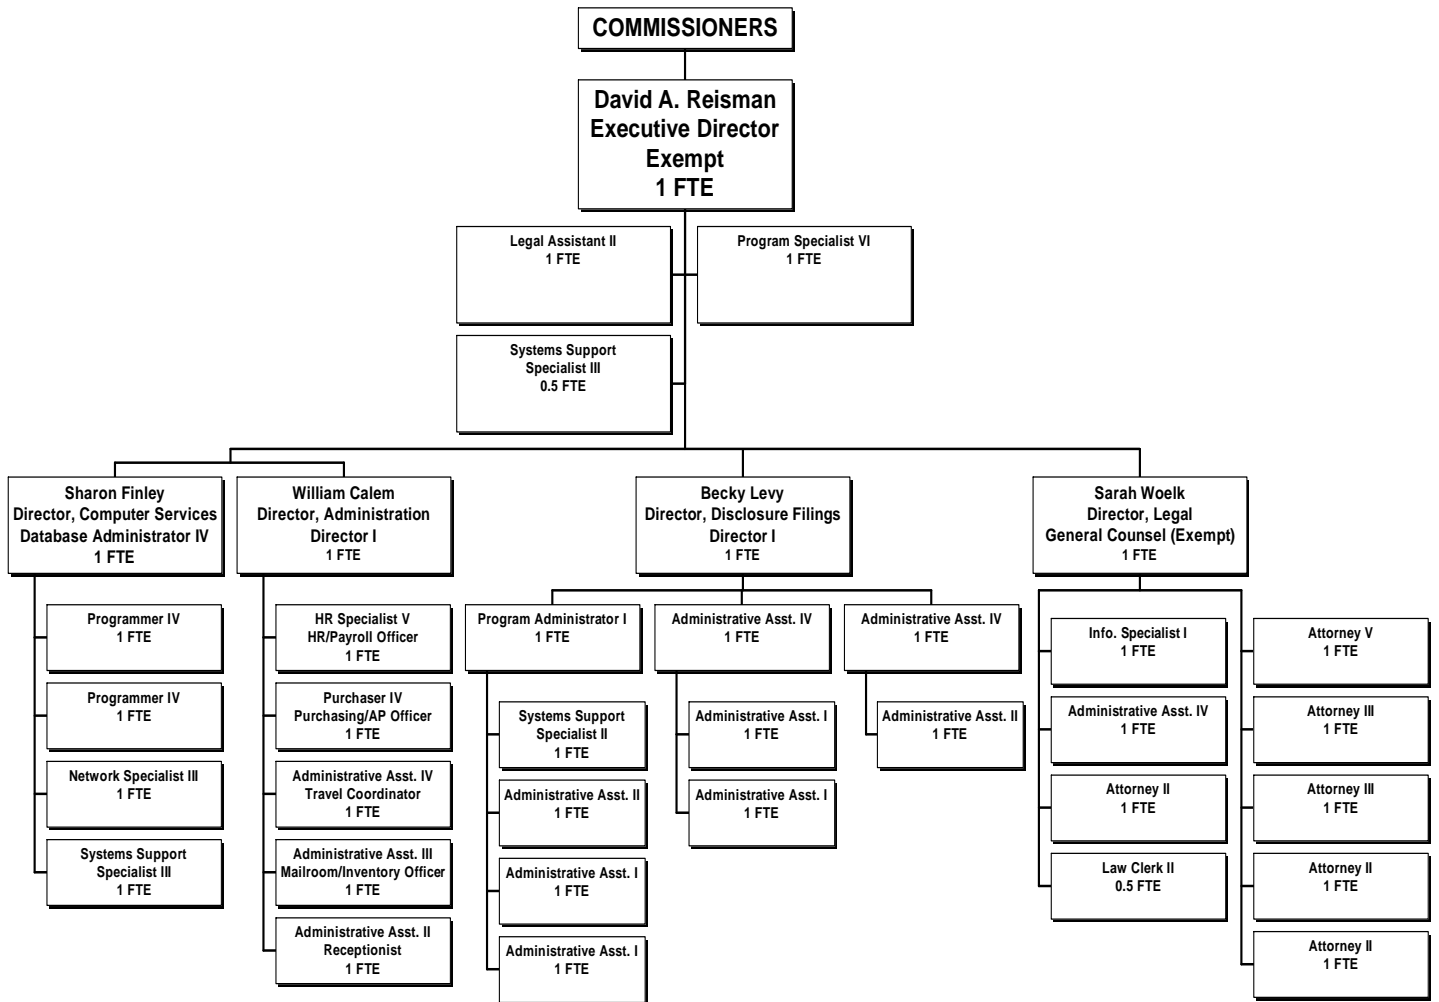 COMMISSIONERS
David A. Reisman
Executive Director
Exempt
1 FTE
Legal Assistant II
1 FTE
Program Specialist VI
1 FTE
Systems Support
Specialist III
0.5 FTE
Sharon Finley
Director, Computer Services
Database Administrator IV
1 FTE
Programmer IV
1 FTE
Programmer IV
1 FTE
Network Specialist III
1 FTE
Systems Support
Specialist III
1 FTE
William Calem
Director, Administration
Director I
1 FTE
HR Specialist V
HR/Payroll Officer
1 FTE
Purchaser IV
Purchasing/AP Officer
1 FTE
Administrative Asst. IV
Travel Coordinator
1 FTE
Administrative Asst. III
Mailroom/Inventory Officer
1 FTE
Administrative Asst. II
Receptionist
1 FTE
Becky Levy
Director, Disclosure Filings
Director I
1 FTE
Program Administrator I
1 FTE
Systems Support
Specialist II
1 FTE
Administrative Asst. II
1 FTE
Administrative Asst. I
1 FTE
Administrative Asst. I
1 FTE
Administrative Asst. IV
1 FTE
Administrative Asst. I
1 FTE
Administrative Asst. I
1 FTE
Administrative Asst. IV
1 FTE
Administrative Asst. II
1 FTE
Sarah Woelk
Director, Legal
General Counsel (Exempt)
1 FTE
Info. Specialist I
1 FTE
Administrative Asst. IV
1 FTE
Attorney II
1 FTE
Law Clerk II
0.5 FTE
Attorney V
1 FTE
Attorney III
1 FTE
Attorney III
1 FTE
Attorney II
1 FTE
Attorney II
1 FTE